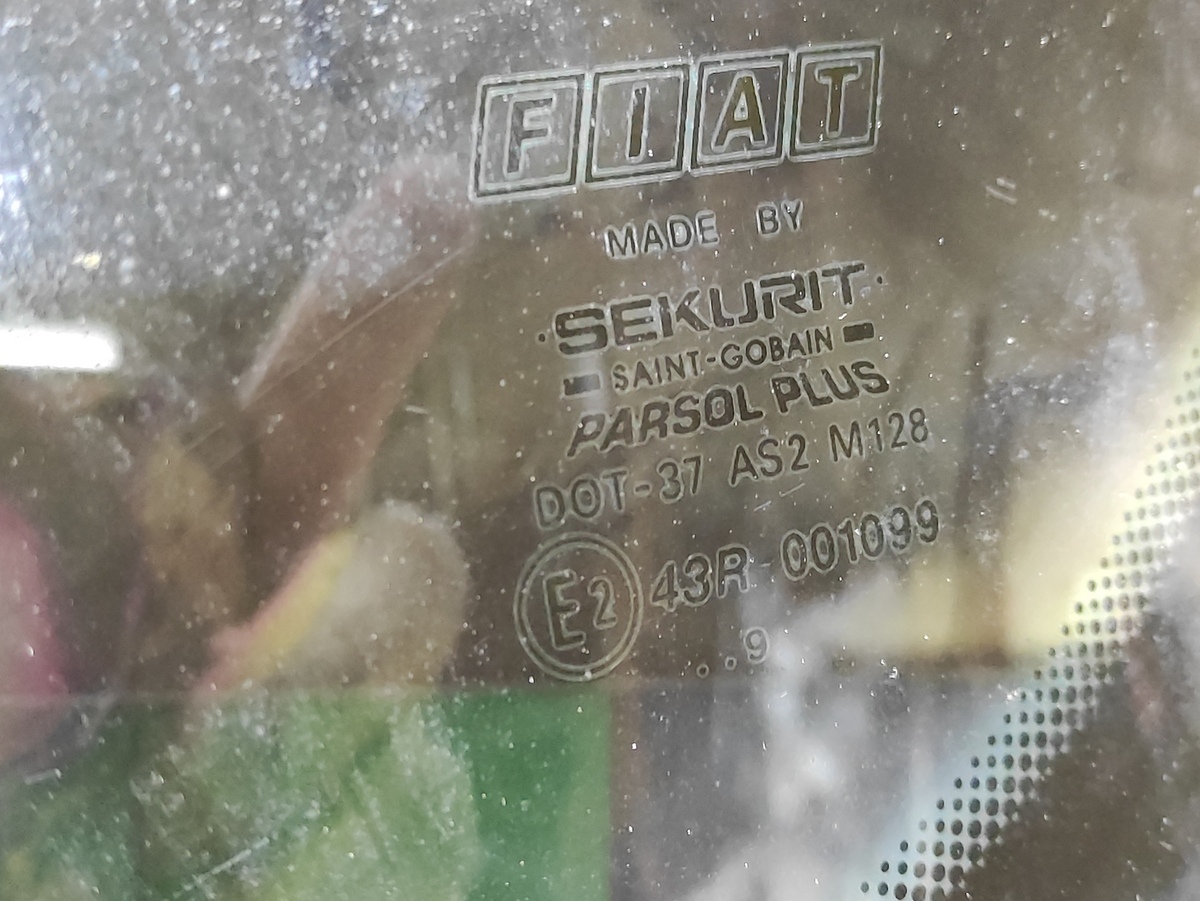 FIAT
MADE BY
·SEKURIT·
SAINT-GOBAIN
PARSOL PLUS
DOT-37 AS2 M128
E2 43R-001099
..9